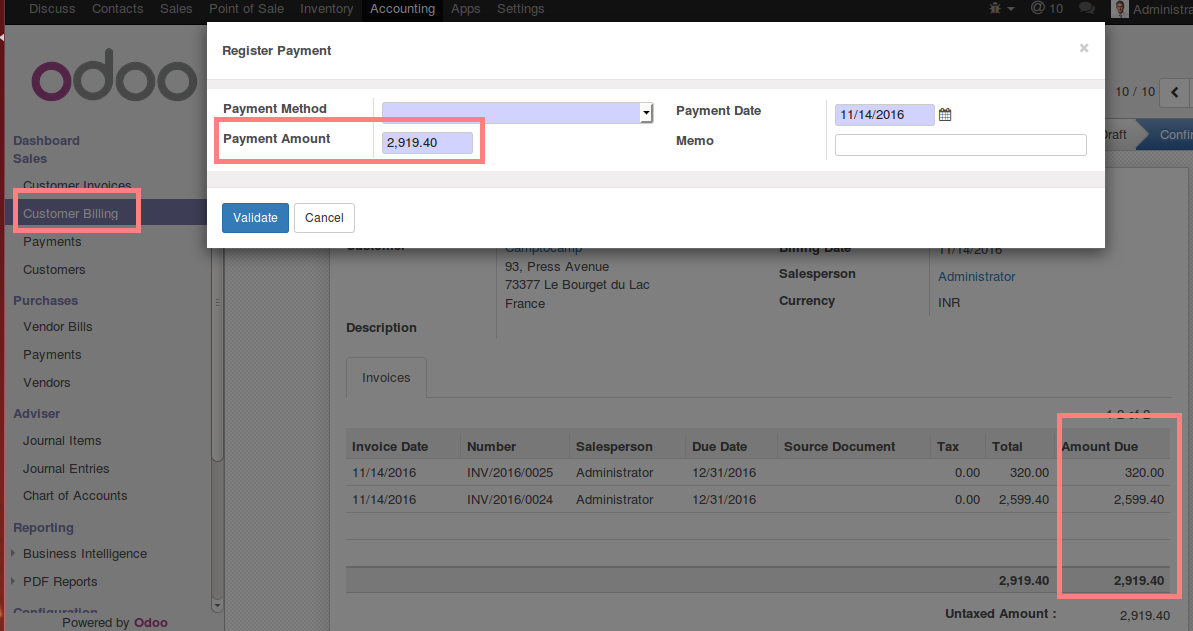 Discuss Contacts Sales Point of Sale Inventory Accounting Apps Settings @ 10 Administra
Register Payment ×
odoo
10 / 10
Payment Method
Payment Date 11/14/2016
Payment Amount 2,919.40
Memo
raft Confir
Validate Cancel
Dashboard
Sales
Customer Invoices
Customer Billing
Payments
Customers
Purchases
Vendor Bills
Payments
Vendors
Adviser
Journal Items
Journal Entries
Chart of Accounts
Reporting
Business Intelligence
PDF Reports
Configuration
Powered by Odoo
Customer Camptocamp
93, Press Avenue
73377 Le Bourget du Lac
France
Billing Date 11/14/2016
Salesperson Administrator
Currency INR
Description
Invoices
1-2 of 2
Invoice Date Number Salesperson Due Date Source Document Tax Total Amount Due
11/14/2016 INV/2016/0025 Administrator 12/31/2016 0.00 320.00 320.00
11/14/2016 INV/2016/0024 Administrator 12/31/2016 0.00 2,599.40 2,599.40
2,919.40 2,919.40
Untaxed Amount : 2,919.40